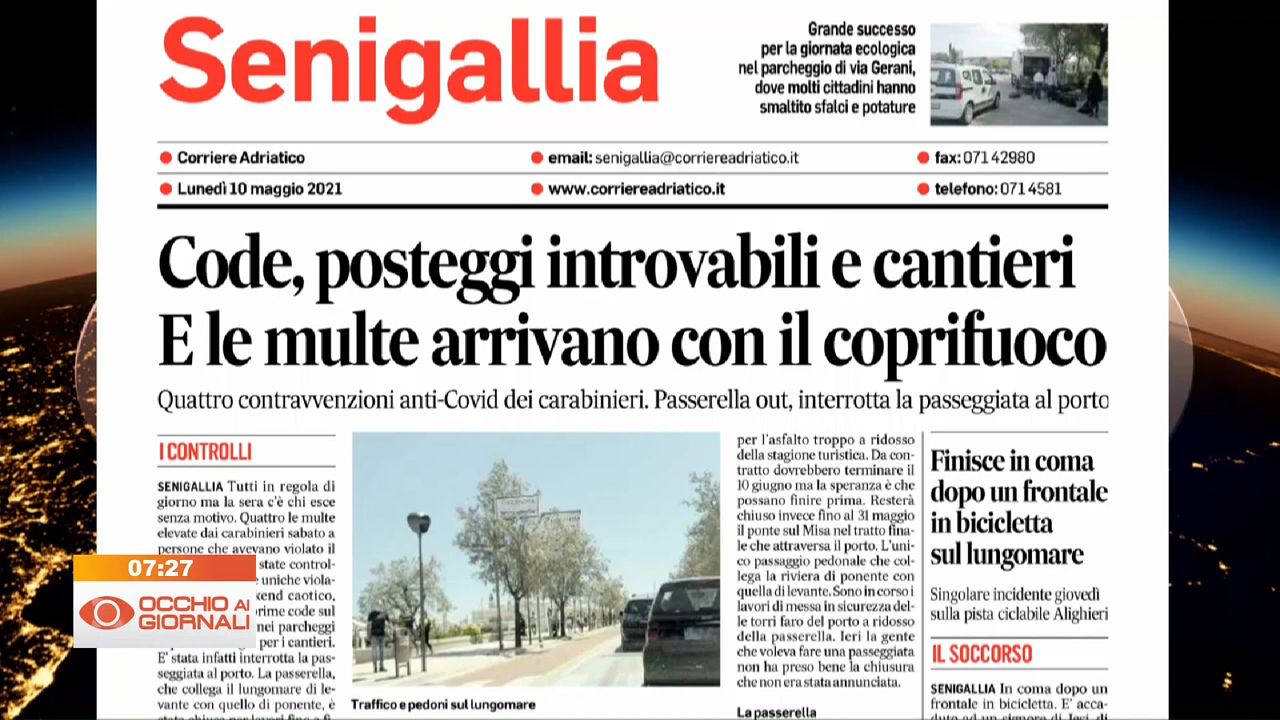 Senigallia
Grande successo
per la giornata ecologica
nel parcheggio di via Gerani,
dove molti cittadini hanno
smaltito sfalci e potature
Corriere Adriatico
email: senigallia@corriereadriatico.it
fax: 071 42980
Lunedì 10 maggio 2021
www.corriereadriatico.it
telefono: 071 4581
Code, posteggi introvabili e cantieri
E le multe arrivano con il coprifuoco
Quattro contravvenzioni anti-Covid dei carabinieri. Passerella out, interrotta la passeggiata al porto
I CONTROLLI
SENIGALLIA Tutti in regola di
giorno ma la sera c'è chi esce
senza motivo. Quattro le multe
elevate dai carabinieri sabato a
persone che avevano violato il
state control-
uniche viola-
kend caotico,
rime code sul
nei parcheggi
per i cantieri.
E' stata infatti interrotta la pas-
seggiata al porto. La passerella,
che collega il lungomare di le-
vante con quello di ponente, è
Traffico e pedoni sul lungomare
per l'asfalto troppo a ridosso
della stagione turistica. Da con-
tratto dovrebbero terminare il
10 giugno ma la speranza è che
possano finire prima. Resterà
chiuso invece fino al 31 maggio
il ponte sul Misa nel tratto fina-
le che attraversa il porto. L'uni-
co passaggio pedonale che col-
lega la riviera di ponente con
quella di levante. Sono in corso i
lavori di messa in sicurezza del-
le torri faro del porto a ridosso
della passerella. Ieri la gente
che voleva fare una passeggiata
non ha preso bene la chiusura
che non era stata annunciata.
La passerella
Finisce in coma
dopo un frontale
in bicicletta
sul lungomare
Singolare incidente giovedì
sulla pista ciclabile Alighieri
IL SOCCORSO
SENIGALLIA In coma dopo un
frontale in bicicletta. E' acca-
07:27
OCCHIO AI
GIORNALI